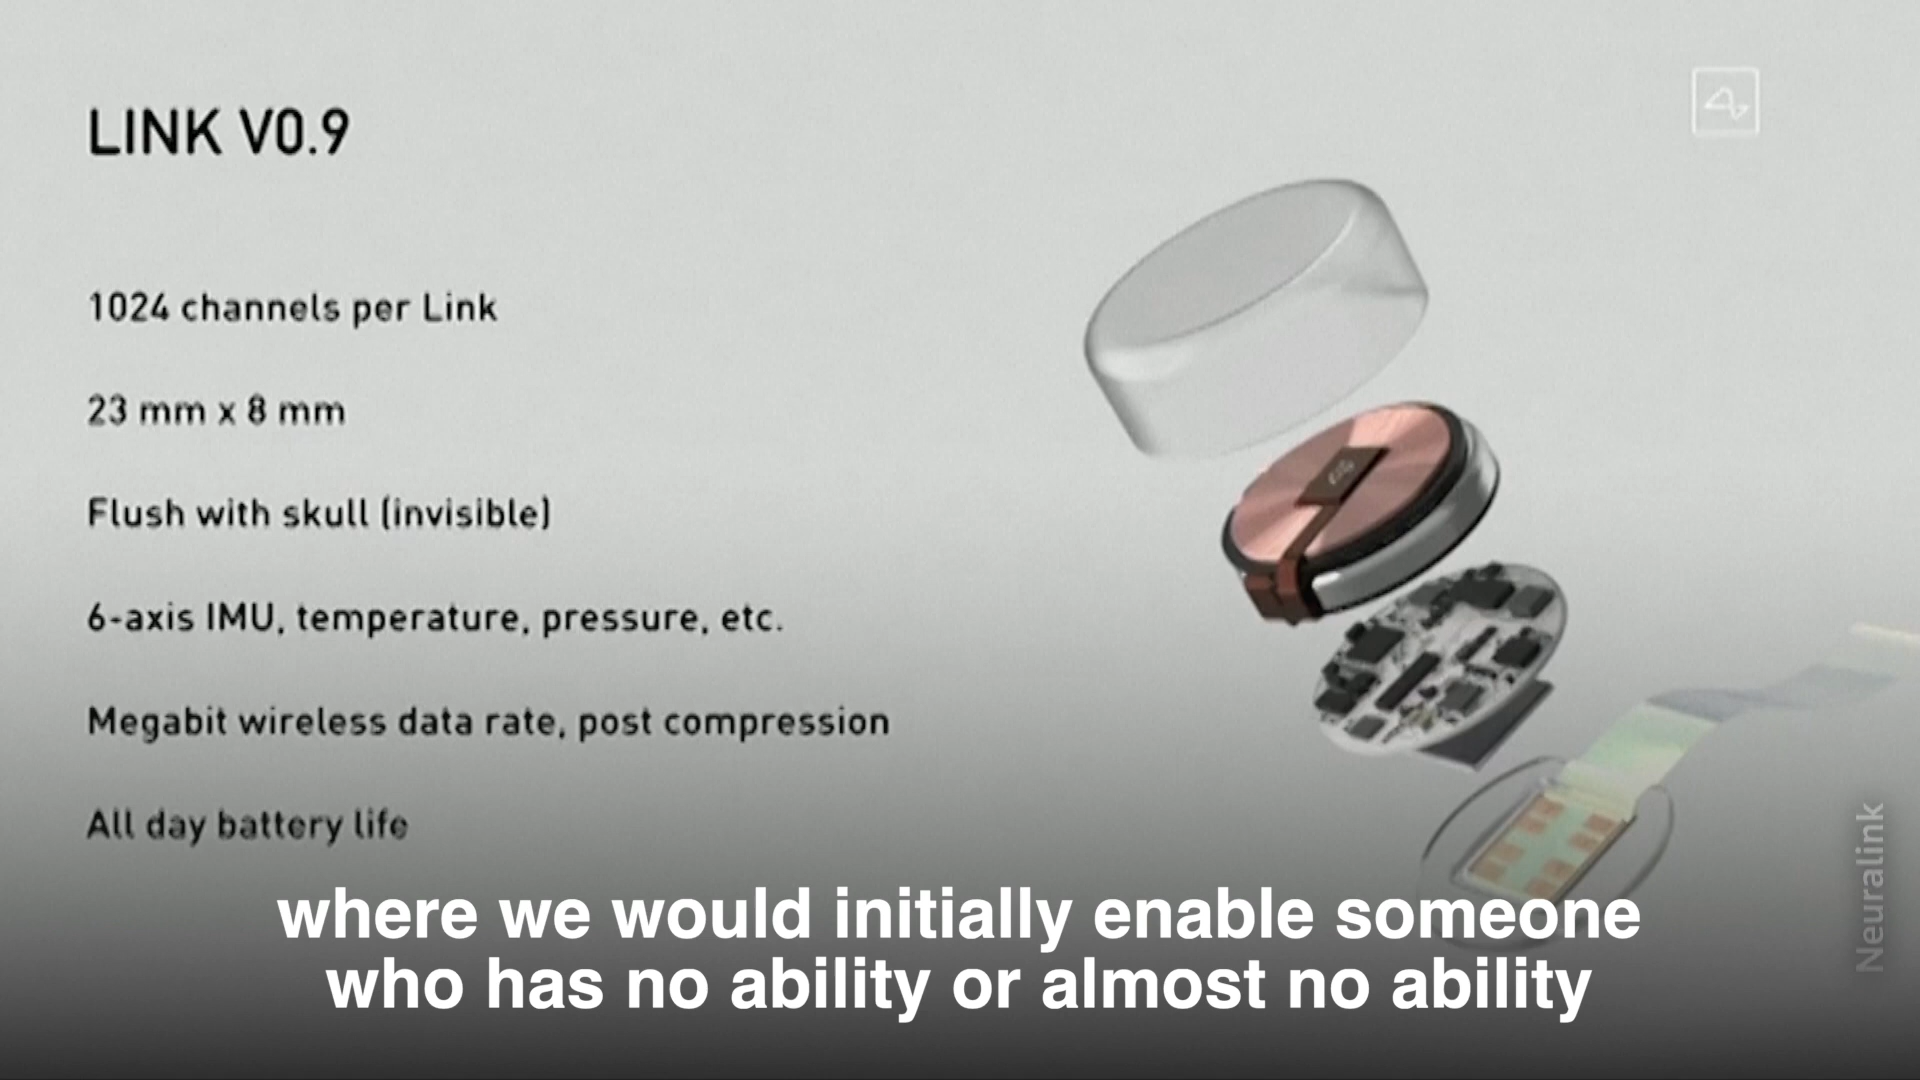 LINK V0.9
1024 channels per Link
23 mm x 8 mm
Flush with skull (invisible)
6-axis IMU, temperature, pressure, etc.
Megabit wireless data rate, post compression
All day battery life
Neuralink
where we would initially enable someone
who has no ability or almost no ability